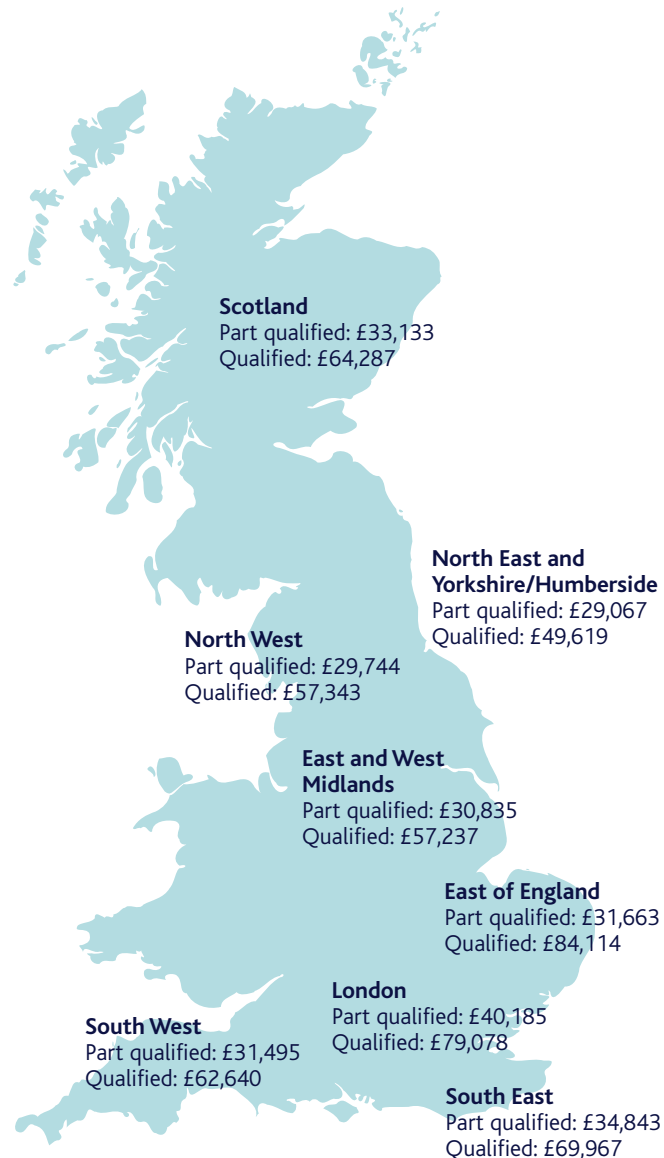 Scotland
Part qualified: £33,133
Qualified: £64,287
North East and
Yorkshire/Humberside
Part qualified: £29,067
Qualified: £49,619
North West
Part qualified: £29,744
Qualified: £57,343
East and West
Midlands
Part qualified: £30,835
Qualified: £57,237
East of England
Part qualified: £31,663
Qualified: £84,114
London
Part qualified: £40,185
Qualified: £79,078
South West
Part qualified: £31,495
Qualified: £62,640
South East
Part qualified: £34,843
Qualified: £69,967